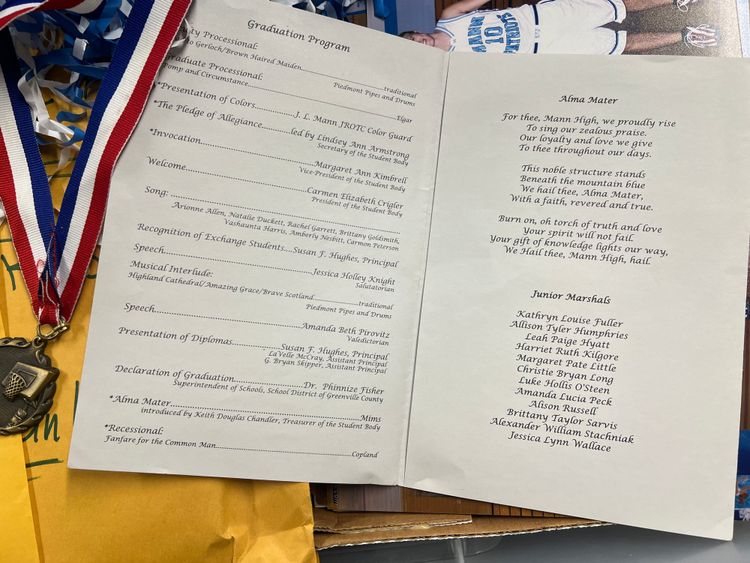 Graduation Program
Processional:
Gerloch/Brown Haired Maiden..........traditional
Piedmont Pipes and Drums
Graduate Processional:
Pomp and Circumstance..........Elgar
*Presentation of Colors..........J. L. Mann JROTC Color Guard
*The Pledge of Allegiance..........led by Lindsey Ann Armstrong
Secretary of the Student Body
*Invocation..........Margaret Ann Kimbrell
Vice-President of the Student Body
Welcome..........Carmen Elizabeth Crigler
President of the Student Body
Song:
Arionne Allen, Natalie Duckett, Rachel Garrett, Brittany Goldsmith,
Vashaunta Harris, Amberly Nesbitt, Carmen Peterson
Recognition of Exchange Students....Susan F. Hughes, Principal
Speech..........Jessica Holley Knight
Salutatorian
Musical Interlude:
Highland Cathedral/Amazing Grace/Brave Scotland..........traditional
Piedmont Pipes and Drums
Speech..........Amanda Beth Pirovitz
Valedictorian
Presentation of Diplomas..........Susan F. Hughes, Principal
LaVelle McCray, Assistant Principal
G. Bryan Skipper, Assistant Principal
Declaration of Graduation..........Dr. Phinnize Fisher
Superintendent of Schools, School District of Greenville County
*Alma Mater..........Mims
introduced by Keith Douglas Chandler, Treasurer of the Student Body
*Recessional:
Fanfare for the Common Man..........Copland
Alma Mater
For thee, Mann High, we proudly rise
To sing our zealous praise.
Our loyalty and love we give
To thee throughout our days.
This noble structure stands
Beneath the mountain blue
We hail thee, Alma Mater,
With a faith, revered and true.
Burn on, oh torch of truth and love
Your spirit will not fail.
Your gift of knowledge lights our way,
We Hail thee, Mann High, hail.
Junior Marshals
Kathryn Louise Fuller
Allison Tyler Humphries
Leah Paige Hyatt
Harriet Ruth Kilgore
Margaret Pate Little
Christie Bryan Long
Luke Hollis O'Steen
Amanda Lucia Peck
Alison Russell
Brittany Taylor Sarvis
Alexander William Stachniak
Jessica Lynn Wallace
MANN
10
PATRIOTS